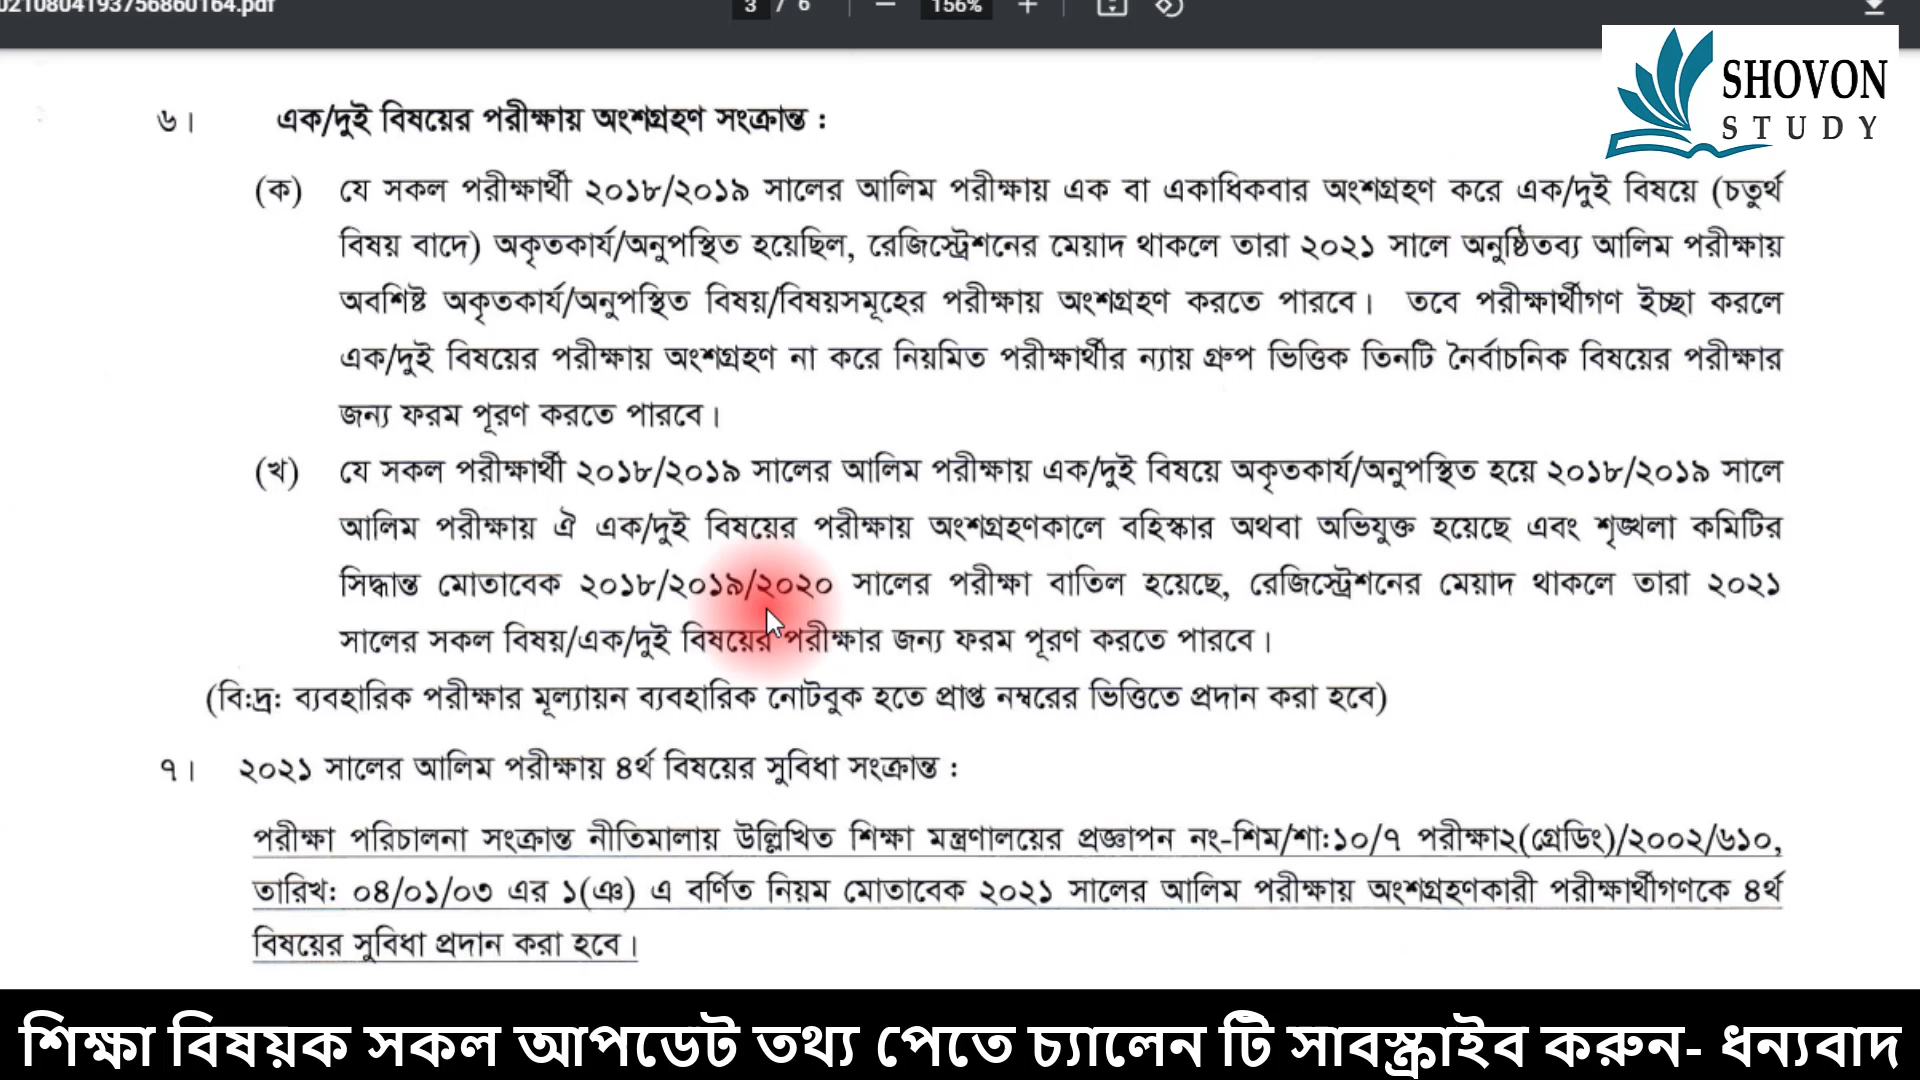 02108041937568​60164.pdf
3 / 6
156%
SHOVON
STUDY
৬। এক/দুই বিষয়ের পরীক্ষায় অংশগ্রহণ সংক্রান্ত :
(ক) যে সকল পরীক্ষার্থী ২০১৮/২০১৯ সালের আলিম পরীক্ষায় এক বা একাধিকবার অংশগ্রহণ করে এক/দুই বিষয়ে (চতুর্থ
বিষয় বাদে) অকৃতকার্য/অনুপস্থিত হয়েছিল, রেজিস্ট্রেশনের মেয়াদ থাকলে তারা ২০২১ সালে অনুষ্ঠিতব্য আলিম পরীক্ষায়
অবশিষ্ট অকৃতকার্য/অনুপস্থিত বিষয়/বিষয়সমূহের পরীক্ষায় অংশগ্রহণ করতে পারবে। তবে পরীক্ষার্থীগণ ইচ্ছা করলে
এক/দুই বিষয়ের পরীক্ষায় অংশগ্রহণ না করে নিয়মিত পরীক্ষার্থীর ন্যায় গ্রুপ ভিত্তিক তিনটি নৈর্বাচনিক বিষয়ের পরীক্ষার
জন্য ফরম পূরণ করতে পারবে।
(খ) যে সকল পরীক্ষার্থী ২০১৮/২০১৯ সালের আলিম পরীক্ষায় এক/দুই বিষয়ে অকৃতকার্য/অনুপস্থিত হয়ে ২০১৮/২০১৯ সালে
আলিম পরীক্ষায় ঐ এক/দুই বিষয়ের পরীক্ষায় অংশগ্রহণকালে বহিস্কার অথবা অভিযুক্ত হয়েছে এবং শৃঙ্খলা কমিটির
সিদ্ধান্ত মোতাবেক ২০১৮/২০১৯/২০২০ সালের পরীক্ষা বাতিল হয়েছে, রেজিস্ট্রেশনের মেয়াদ থাকলে তারা ২০২১
সালের সকল বিষয়/এক/দুই বিষয়ের পরীক্ষার জন্য ফরম পূরণ করতে পারবে।
(বি:দ্র: ব্যবহারিক পরীক্ষার মূল্যায়ন ব্যবহারিক নোটবুক হতে প্রাপ্ত নম্বরের ভিত্তিতে প্রদান করা হবে)
৭। ২০২১ সালের আলিম পরীক্ষায় ৪র্থ বিষয়ের সুবিধা সংক্রান্ত :
পরীক্ষা পরিচালনা সংক্রান্ত নীতিমালায় উল্লিখিত শিক্ষা মন্ত্রণালয়ের প্রজ্ঞাপন নং-শিম/শা:১০/৭ পরীক্ষা২(গ্রেডিং)/২০০২/৬১০,
তারিখ: ০৪/০১/০৩ এর ১(ঞ) এ বর্ণিত নিয়ম মোতাবেক ২০২১ সালের আলিম পরীক্ষায় অংশগ্রহণকারী পরীক্ষার্থীগণকে ৪র্থ
বিষয়ের সুবিধা প্রদান করা হবে।
শিক্ষা বিষয়ক সকল আপডেট তথ্য পেতে চ্যালেন টি সাবস্ক্রাইব করুন- ধন্যবাদ